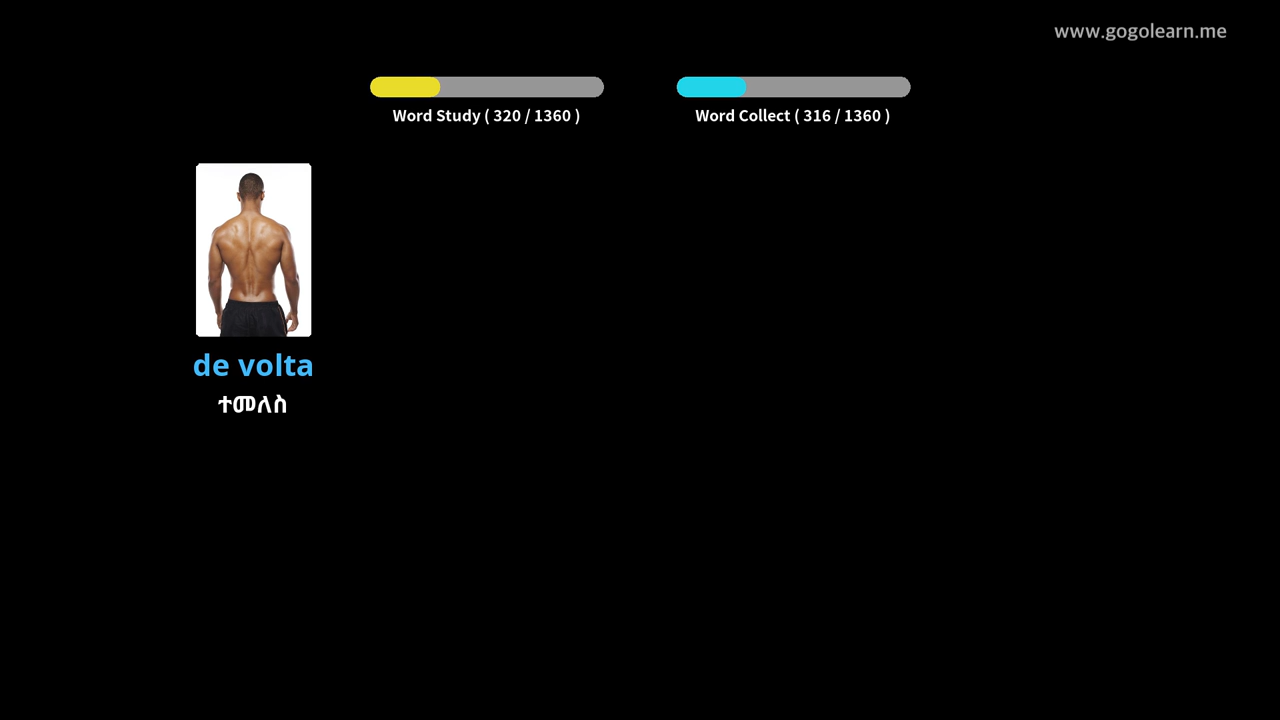 www.gogolearn.me
Word Study ( 320 / 1360 )
Word Collect ( 316 / 1360 )
de volta
ተመለስ